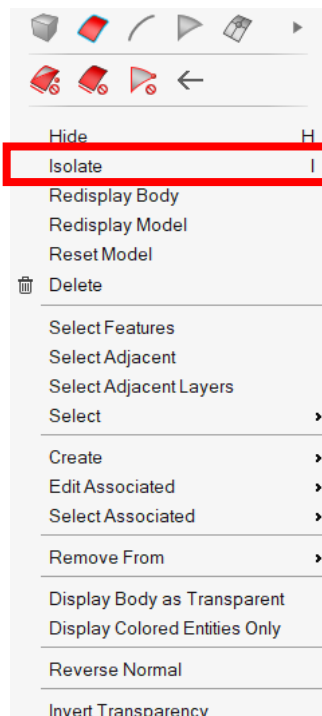 Hide H
Isolate I
Redisplay Body
Redisplay Model
Reset Model
Delete
Select Features
Select Adjacent
Select Adjacent Layers
Select
Create
Edit Associated
Select Associated
Remove From
Display Body as Transparent
Display Colored Entities Only
Reverse Normal
Invert Transparency